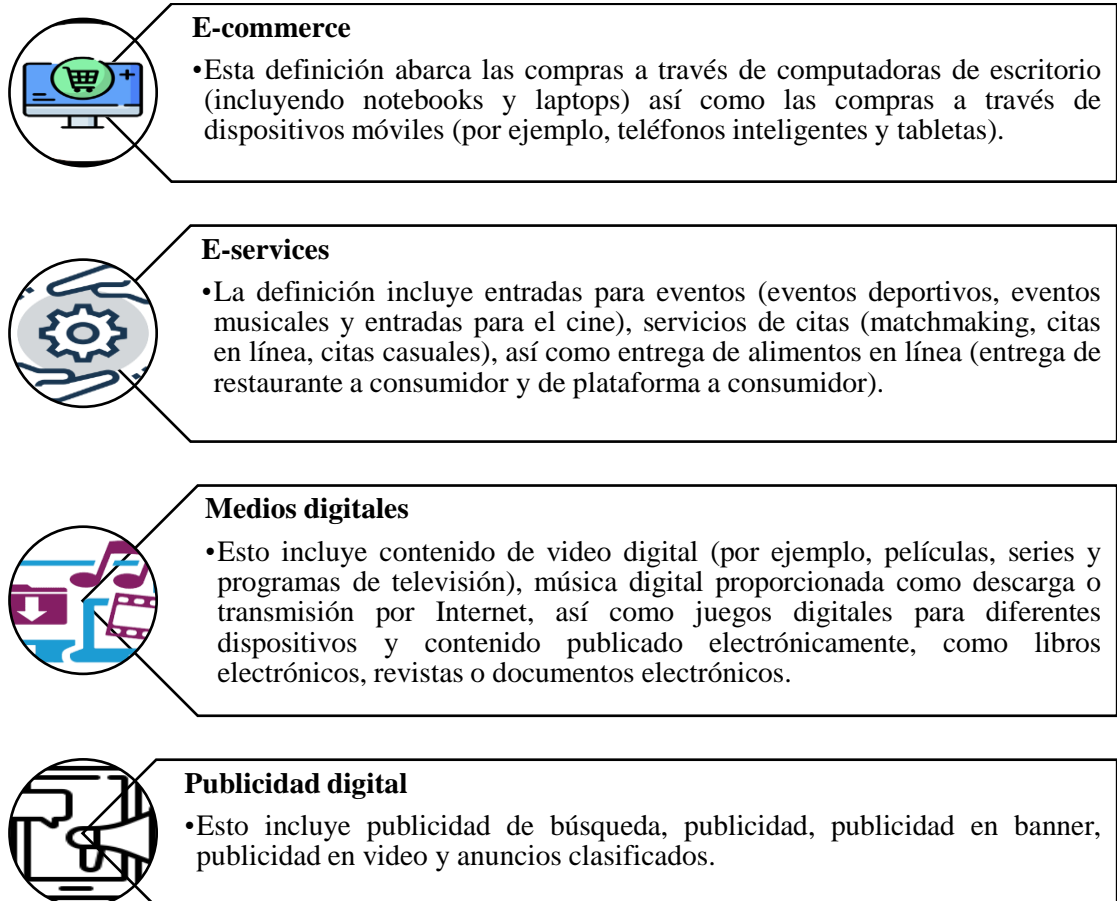 E-commerce
•Esta definición abarca las compras a través de computadoras de escritorio
(incluyendo notebooks y laptops) así como las compras a través de
dispositivos móviles (por ejemplo, teléfonos inteligentes y tabletas).
E-services
•La definición incluye entradas para eventos (eventos deportivos, eventos
musicales y entradas para el cine), servicios de citas (matchmaking, citas
en línea, citas casuales), así como entrega de alimentos en línea (entrega de
restaurante a consumidor y de plataforma a consumidor).
Medios digitales
•Esto incluye contenido de video digital (por ejemplo, películas, series y
programas de televisión), música digital proporcionada como descarga o
transmisión por Internet, así como juegos digitales para diferentes
dispositivos y contenido publicado electrónicamente, como libros
electrónicos, revistas o documentos electrónicos.
Publicidad digital
•Esto incluye publicidad de búsqueda, publicidad, publicidad en banner,
publicidad en video y anuncios clasificados.